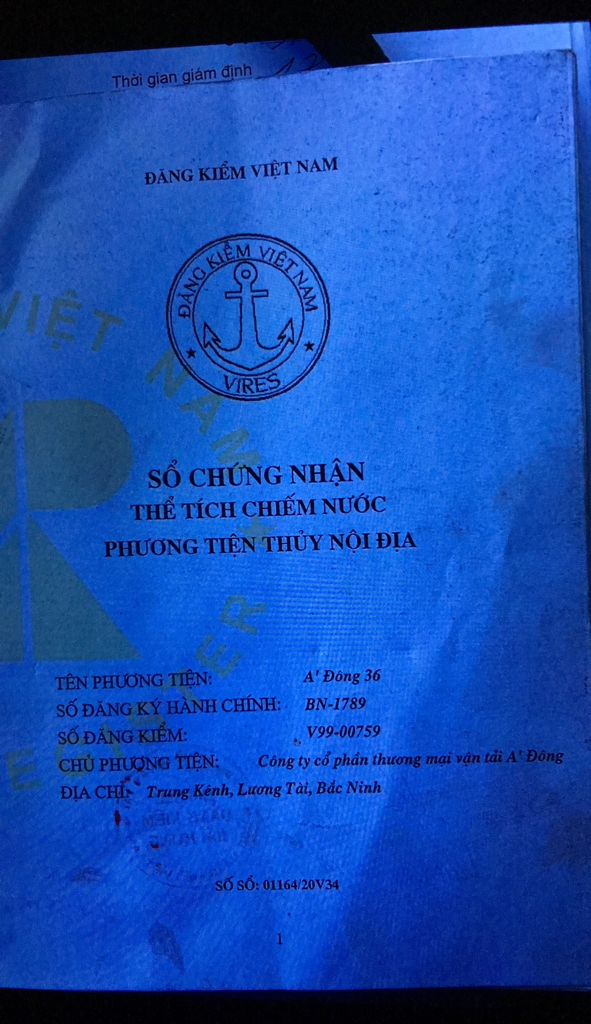 Thời gian giám định
ĐĂNG KIỂM VIỆT NAM
ĐĂNG KIỂM VIỆT NAM
VIRES
VIỆT NAM
REGISTER
SỔ CHỨNG NHẬN
THỂ TÍCH CHIẾM NƯỚC
PHƯƠNG TIỆN THỦY NỘI ĐỊA
TÊN PHƯƠNG TIỆN: A' Đông 36
SỐ ĐĂNG KÝ HÀNH CHÍNH: BN-1789
SỐ ĐĂNG KIỂM: V99-00759
CHỦ PHƯƠNG TIỆN: Công ty cổ phần thương mại vận tải A' Đông
ĐỊA CHỈ: Trung Kênh, Lương Tài, Bắc Ninh
SỐ SỔ: 01164/20V34
1